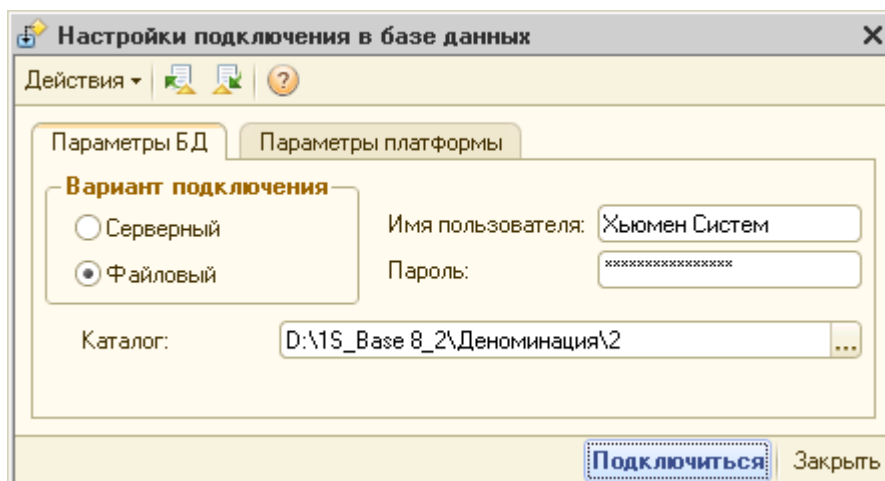 Настройки подключения в базе данных
Действия
Параметры БД
Параметры платформы
Вариант подключения
Серверный
Имя пользователя: Хьюмен Систем
Файловый
Пароль: ****************
Каталог: D:\1S_Base 8_2\Деноминация\2
...
Подключиться
Закрыть